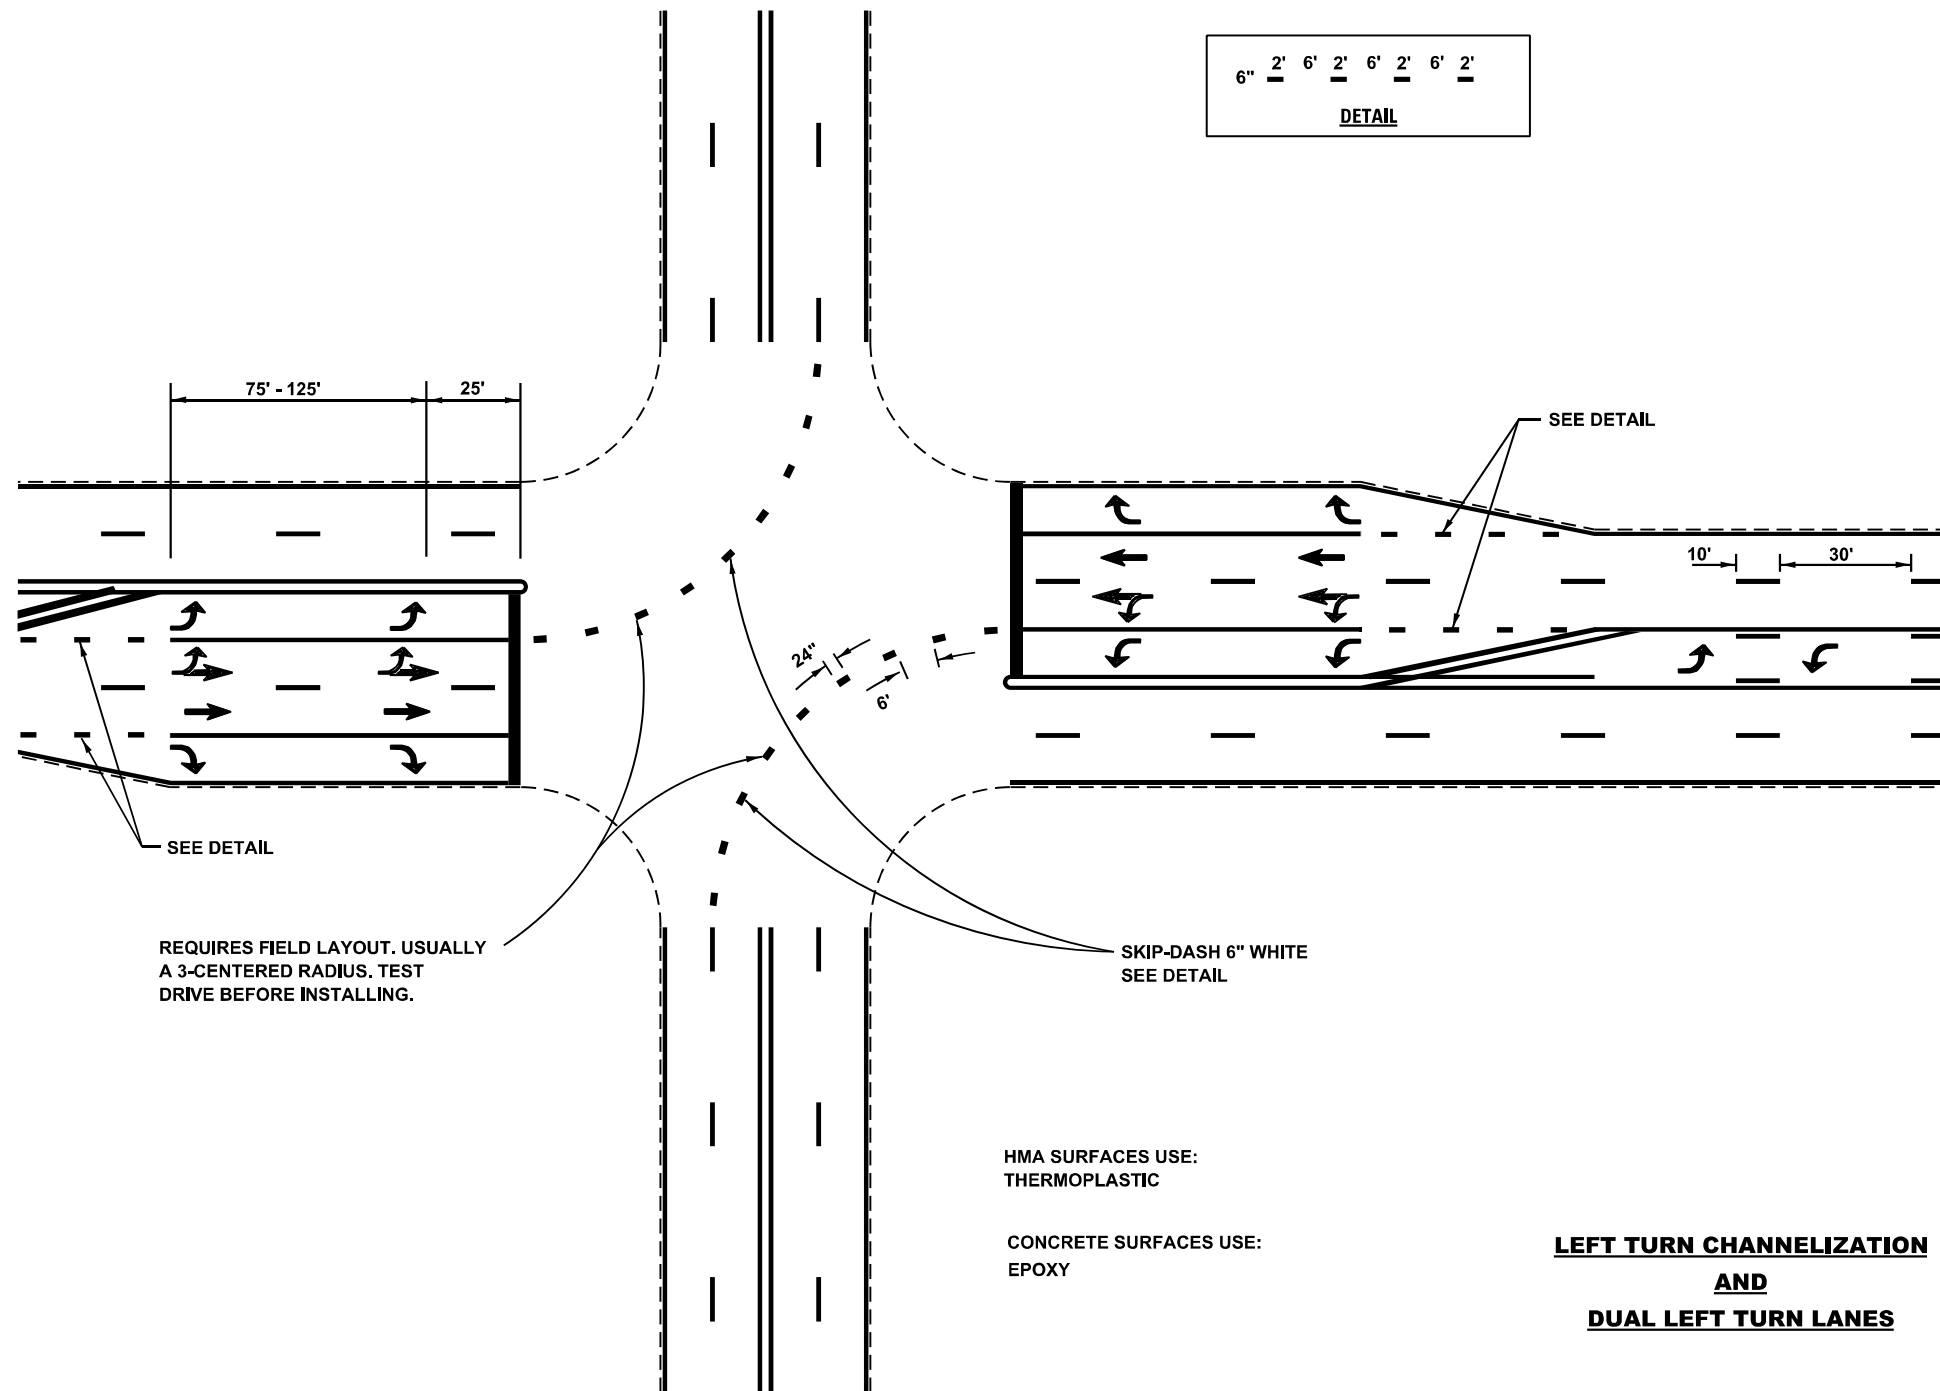 6" 2' 6' 2' 6' 2' 6' 2'
DETAIL
75' - 125' 25'
SEE DETAIL
10' 30'
24"
6'
SEE DETAIL
REQUIRES FIELD LAYOUT. USUALLY
A 3-CENTERED RADIUS. TEST
DRIVE BEFORE INSTALLING.
SKIP-DASH 6" WHITE
SEE DETAIL
HMA SURFACES USE:
THERMOPLASTIC
CONCRETE SURFACES USE:
EPOXY
LEFT TURN CHANNELIZATION
AND
DUAL LEFT TURN LANES